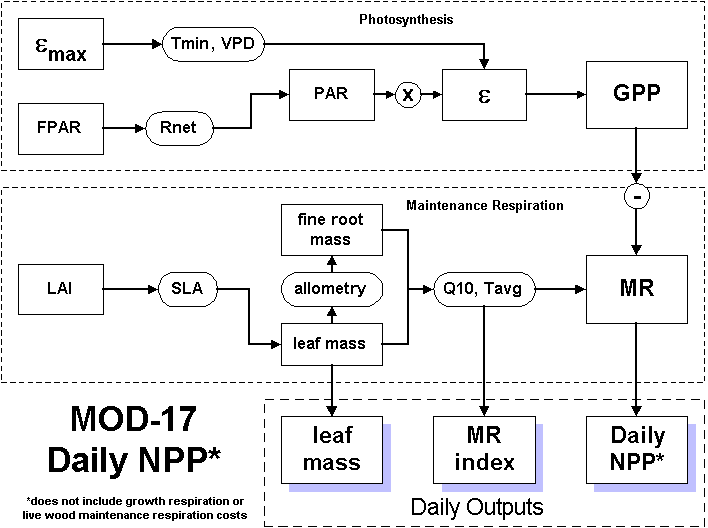 Photosynthesis
εmax
Tmin, VPD
FPAR
Rnet
PAR
x
ε
GPP
-
Maintenance Respiration
fine root
mass
LAI
SLA
allometry
Q10, Tavg
MR
leaf mass
MOD-17
Daily NPP*
*does not include growth respiration or
live wood maintenance respiration costs
leaf
mass
MR
index
Daily
NPP*
Daily Outputs